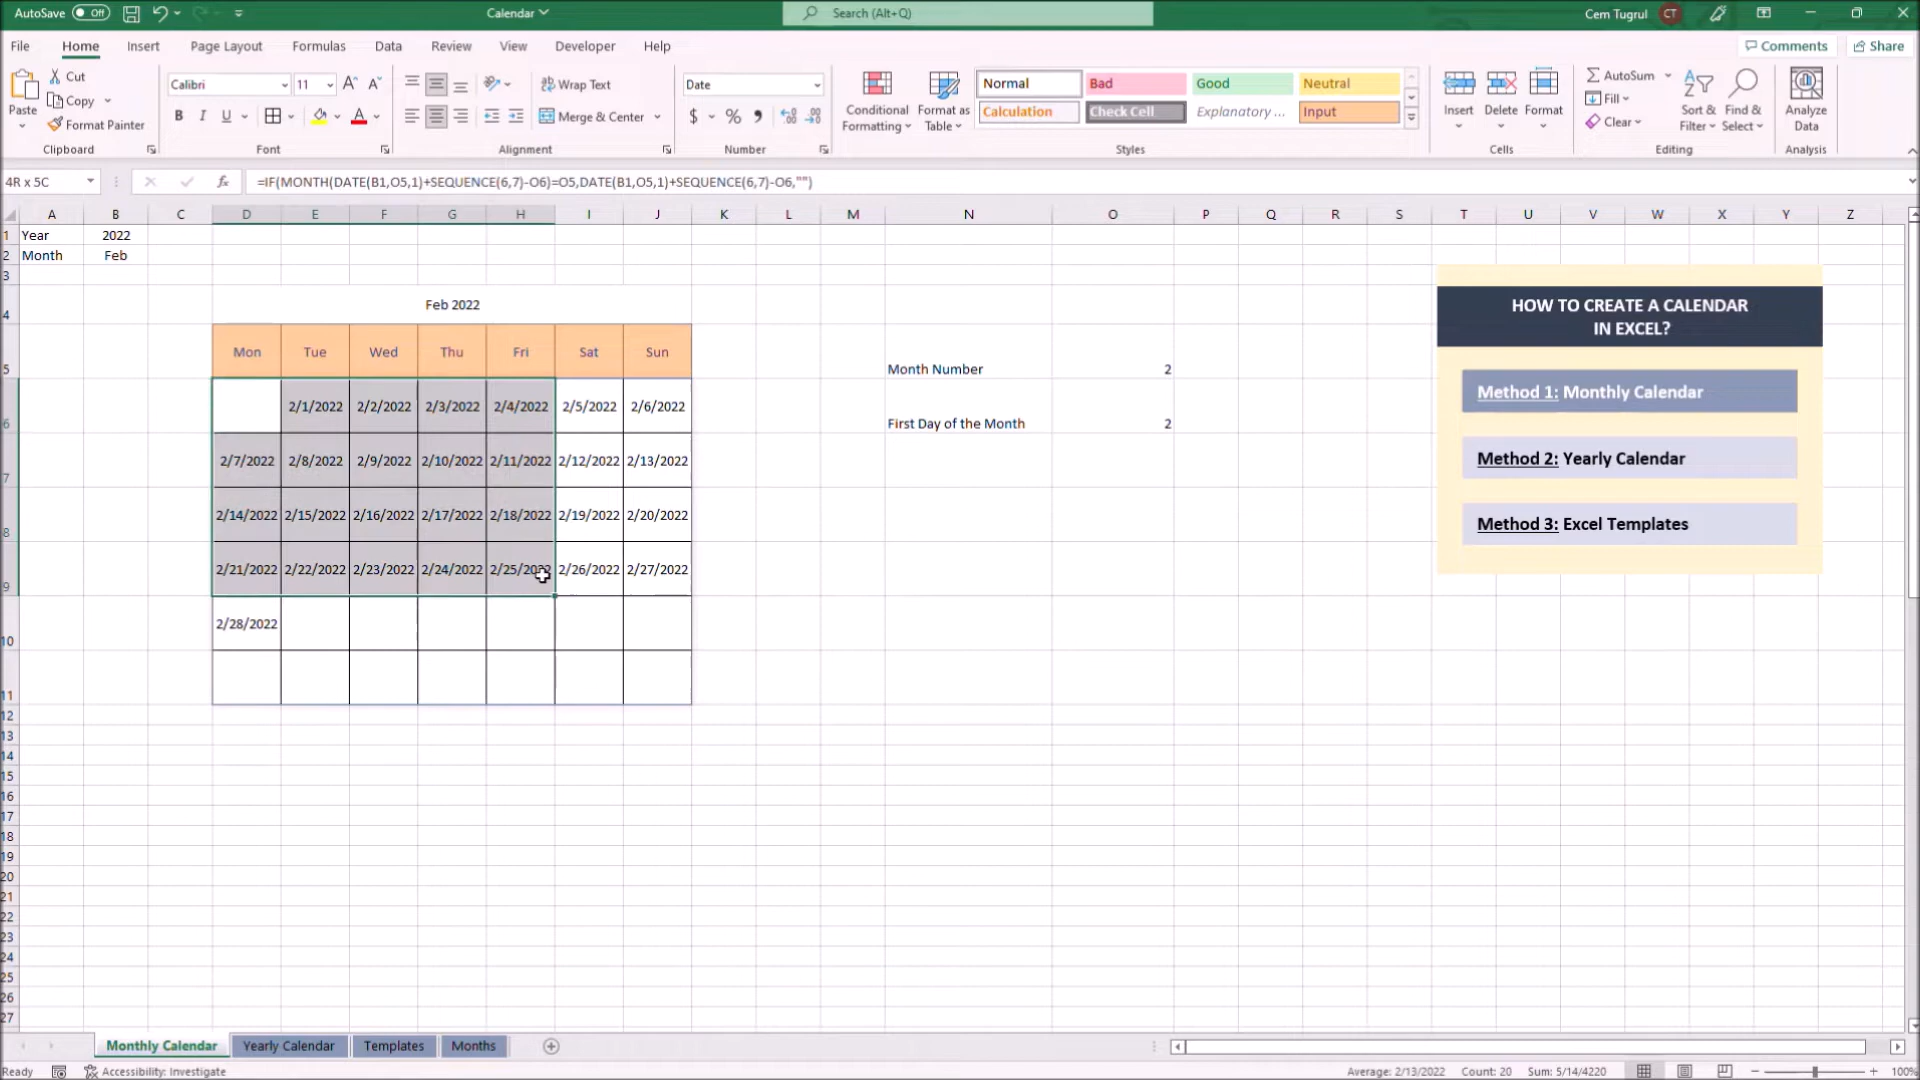 AutoSave Off Calendar Search (Alt+Q) Cem Tugrul CT
File Home Insert Page Layout Formulas Data Review View Developer Help Comments Share
Paste Cut Copy Format Painter Clipboard
Calibri 11 A A B I U A Font
Wrap Text Merge & Center Alignment
Date $ % Number
Conditional Formatting Format as Table
Normal Bad Good Neutral
Calculation Check Cell Explanatory ... Input
Styles
Insert Delete Format Cells
AutoSum Fill Clear Sort & Filter Find & Select Editing
Analyze Data Analysis
4R x 5C fx =IF(MONTH(DATE(B1,O5,1)+SEQUENCE(6,7)-O6)=O5,DATE(B1,O5,1)+SEQUENCE(6,7)-O6,"")
A B C D E F G H I J K L M N O P Q R S T U V W X Y Z
1 Year 2022
2 Month Feb
3
4 Feb 2022
5 Mon Tue Wed Thu Fri Sat Sun Month Number 2
6 2/1/2022 2/2/2022 2/3/2022 2/4/2022 2/5/2022 2/6/2022 First Day of the Month 2
7 2/7/2022 2/8/2022 2/9/2022 2/10/2022 2/11/2022 2/12/2022 2/13/2022
8 2/14/2022 2/15/2022 2/16/2022 2/17/2022 2/18/2022 2/19/2022 2/20/2022
9 2/21/2022 2/22/2022 2/23/2022 2/24/2022 2/25/2022 2/26/2022 2/27/2022
10 2/28/2022
11
12
13
14
15
16
17
18
19
20
21
22
23
24
25
26
27
HOW TO CREATE A CALENDAR
IN EXCEL?
Method 1: Monthly Calendar
Method 2: Yearly Calendar
Method 3: Excel Templates
Monthly Calendar Yearly Calendar Templates Months
Ready Accessibility: Investigate Average: 2/13/2022 Count: 20 Sum: 5/14/4220 100%